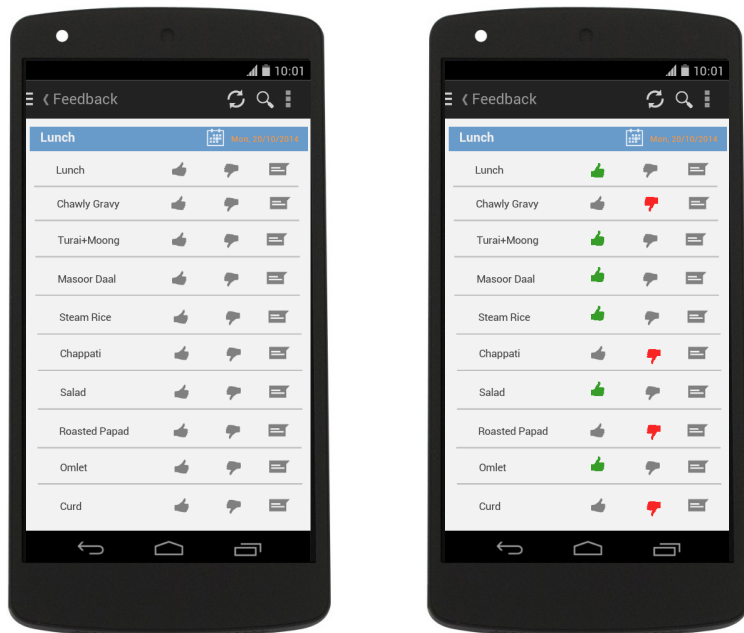 10:01
Feedback
Lunch Mon, 20/10/2014
Lunch
Chawly Gravy
Turai+Moong
Masoor Daal
Steam Rice
Chappati
Salad
Roasted Papad
Omlet
Curd
10:01
Feedback
Lunch Mon, 20/10/2014
Lunch
Chawly Gravy
Turai+Moong
Masoor Daal
Steam Rice
Chappati
Salad
Roasted Papad
Omlet
Curd